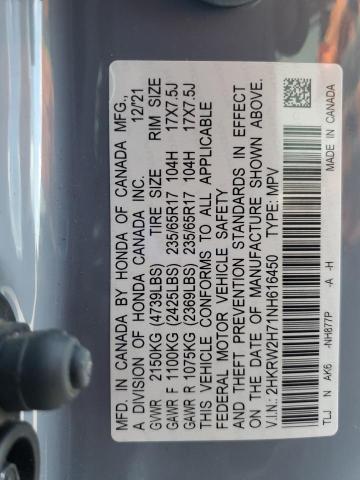 MFD. IN CANADA BY HONDA OF CANADA MFG.
A DIVISION OF HONDA CANADA INC. 12/21
GVWR 2150KG (4739LBS) TIRE SIZE RIM SIZE
GAWR F 1100KG (2425LBS) 235/65R17 104H 17X7.5J
GAWR R 1075KG (2369LBS) 235/65R17 104H 17X7.5J
THIS VEHICLE CONFORMS TO ALL APPLICABLE
FEDERAL MOTOR VEHICLE SAFETY
AND THEFT PREVENTION STANDARDS IN EFFECT
ON THE DATE OF MANUFACTURE SHOWN ABOVE.
V.I.N: 2HKRW2H71NH616450 TYPE: MPV
TLJ N AK6 -NH877P -A -H MADE IN CANADA